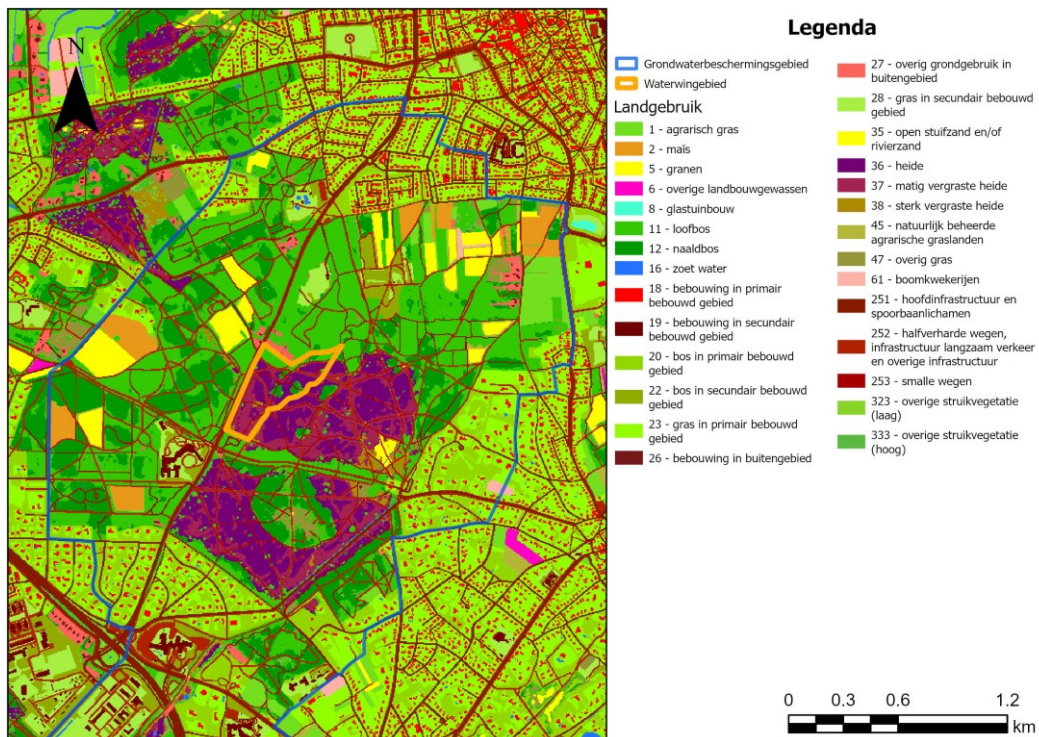 N
Legenda
Grondwaterbeschermingsgebied
Waterwingebied
Landgebruik
1 - agrarisch gras
2 - maïs
5 - granen
6 - overige landbouwgewassen
8 - glastuinbouw
11 - loofbos
12 - naaldbos
16 - zoet water
18 - bebouwing in primair
bebouwd gebied
19 - bebouwing in secundair
bebouwd gebied
20 - bos in primair bebouwd
gebied
22 - bos in secundair bebouwd
gebied
23 - gras in primair bebouwd
gebied
26 - bebouwing in buitengebied
27 - overig grondgebruik in
buitengebied
28 - gras in secundair bebouwd
gebied
35 - open stuifzand en/of
rivierzand
36 - heide
37 - matig vergraste heide
38 - sterk vergraste heide
45 - natuurlijk beheerde
agrarische graslanden
47 - overig gras
61 - boomkwekerijen
251 - hoofdinfrastructuur en
spoorbaanlichamen
252 - halfverharde wegen,
infrastructuur langzaam verkeer
en overige infrastructuur
253 - smalle wegen
323 - overige struikvegetatie
(laag)
333 - overige struikvegetatie
(hoog)
0 0.3 0.6 1.2
km